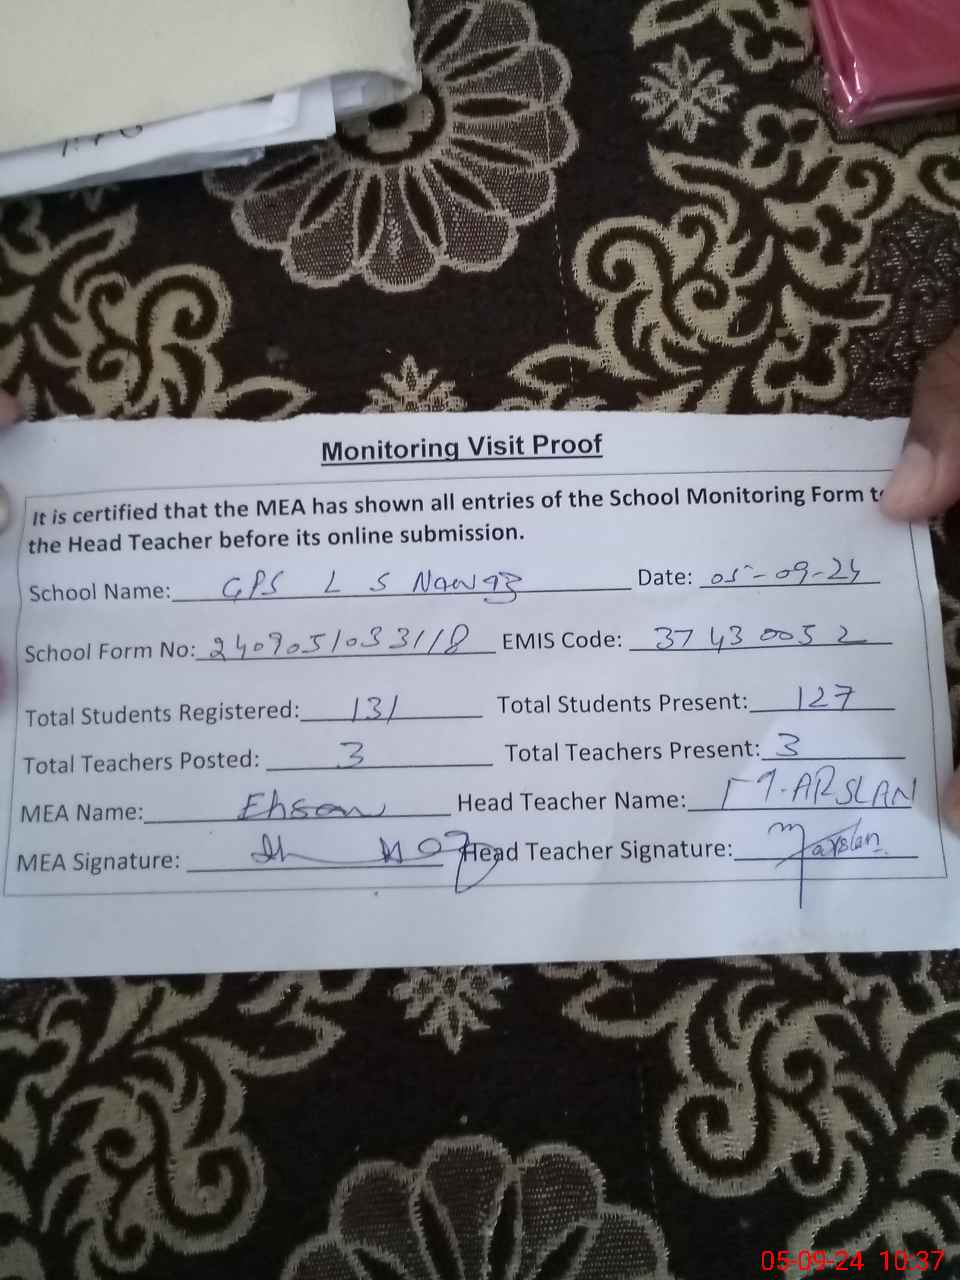 Monitoring Visit Proof
It is certified that the MEA has shown all entries of the School Monitoring Form to
the Head Teacher before its online submission.
School Name: GPS L S Nawaz Date: 05-09-24
School Form No: 2409051033118 EMIS Code: 37430052
Total Students Registered: 131 Total Students Present: 127
Total Teachers Posted: 3 Total Teachers Present: 3
MEA Name: Ehsan Head Teacher Name: M-ARSLAN
MEA Signature: Head Teacher Signature: M arslan
05-09-24 10:37